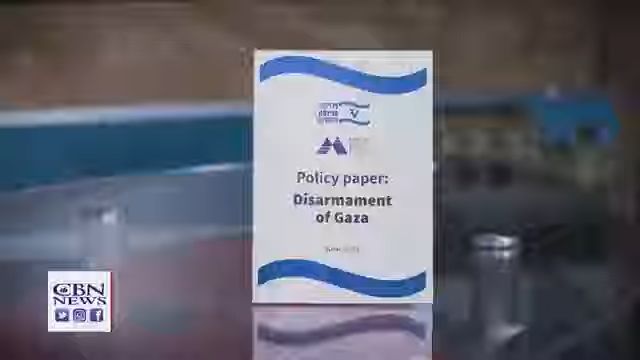 Policy paper:
Disarmament
of Gaza
CBN
NEWS